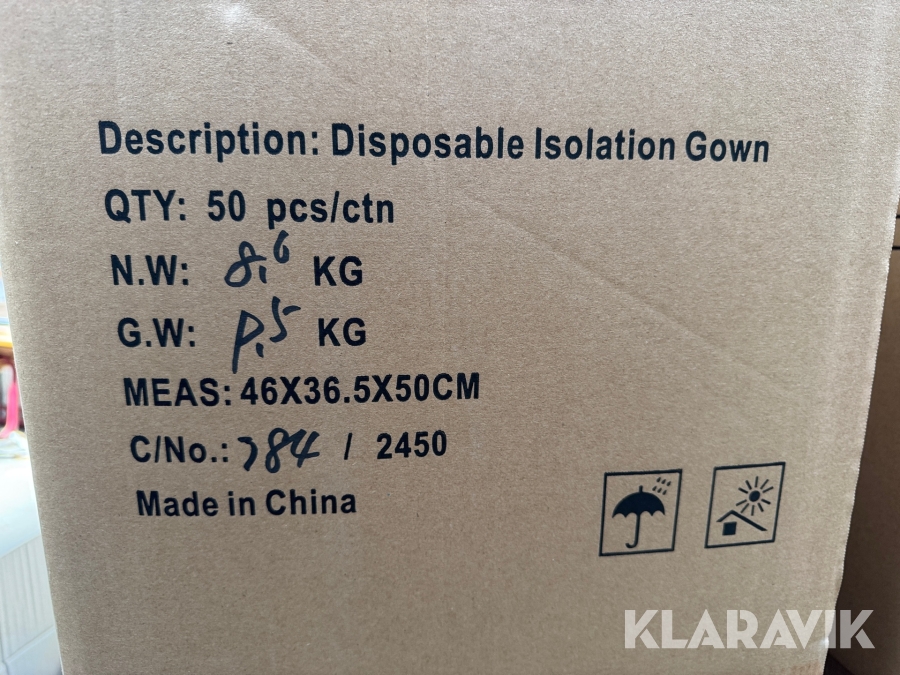 Description: Disposable Isolation Gown
QTY: 50 pcs/ctn
N.W: 8.6 KG
G.W: 9.5 KG
MEAS: 46X36.5X50CM
C/No.: 784 / 2450
Made in China
KLARAVIK